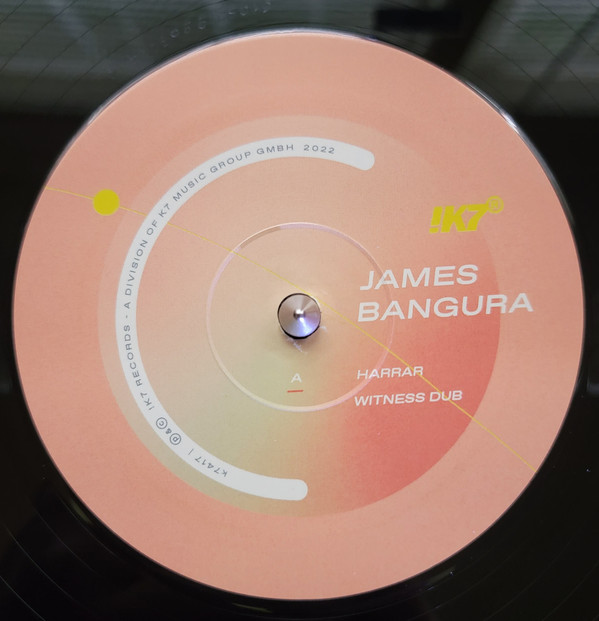 !K7®
JAMES
BANGURA
HARRAR
WITNESS DUB
A
K7417 | ℗&© !K7 RECORDS - A DIVISION OF K7 MUSIC GROUP GMBH 2022